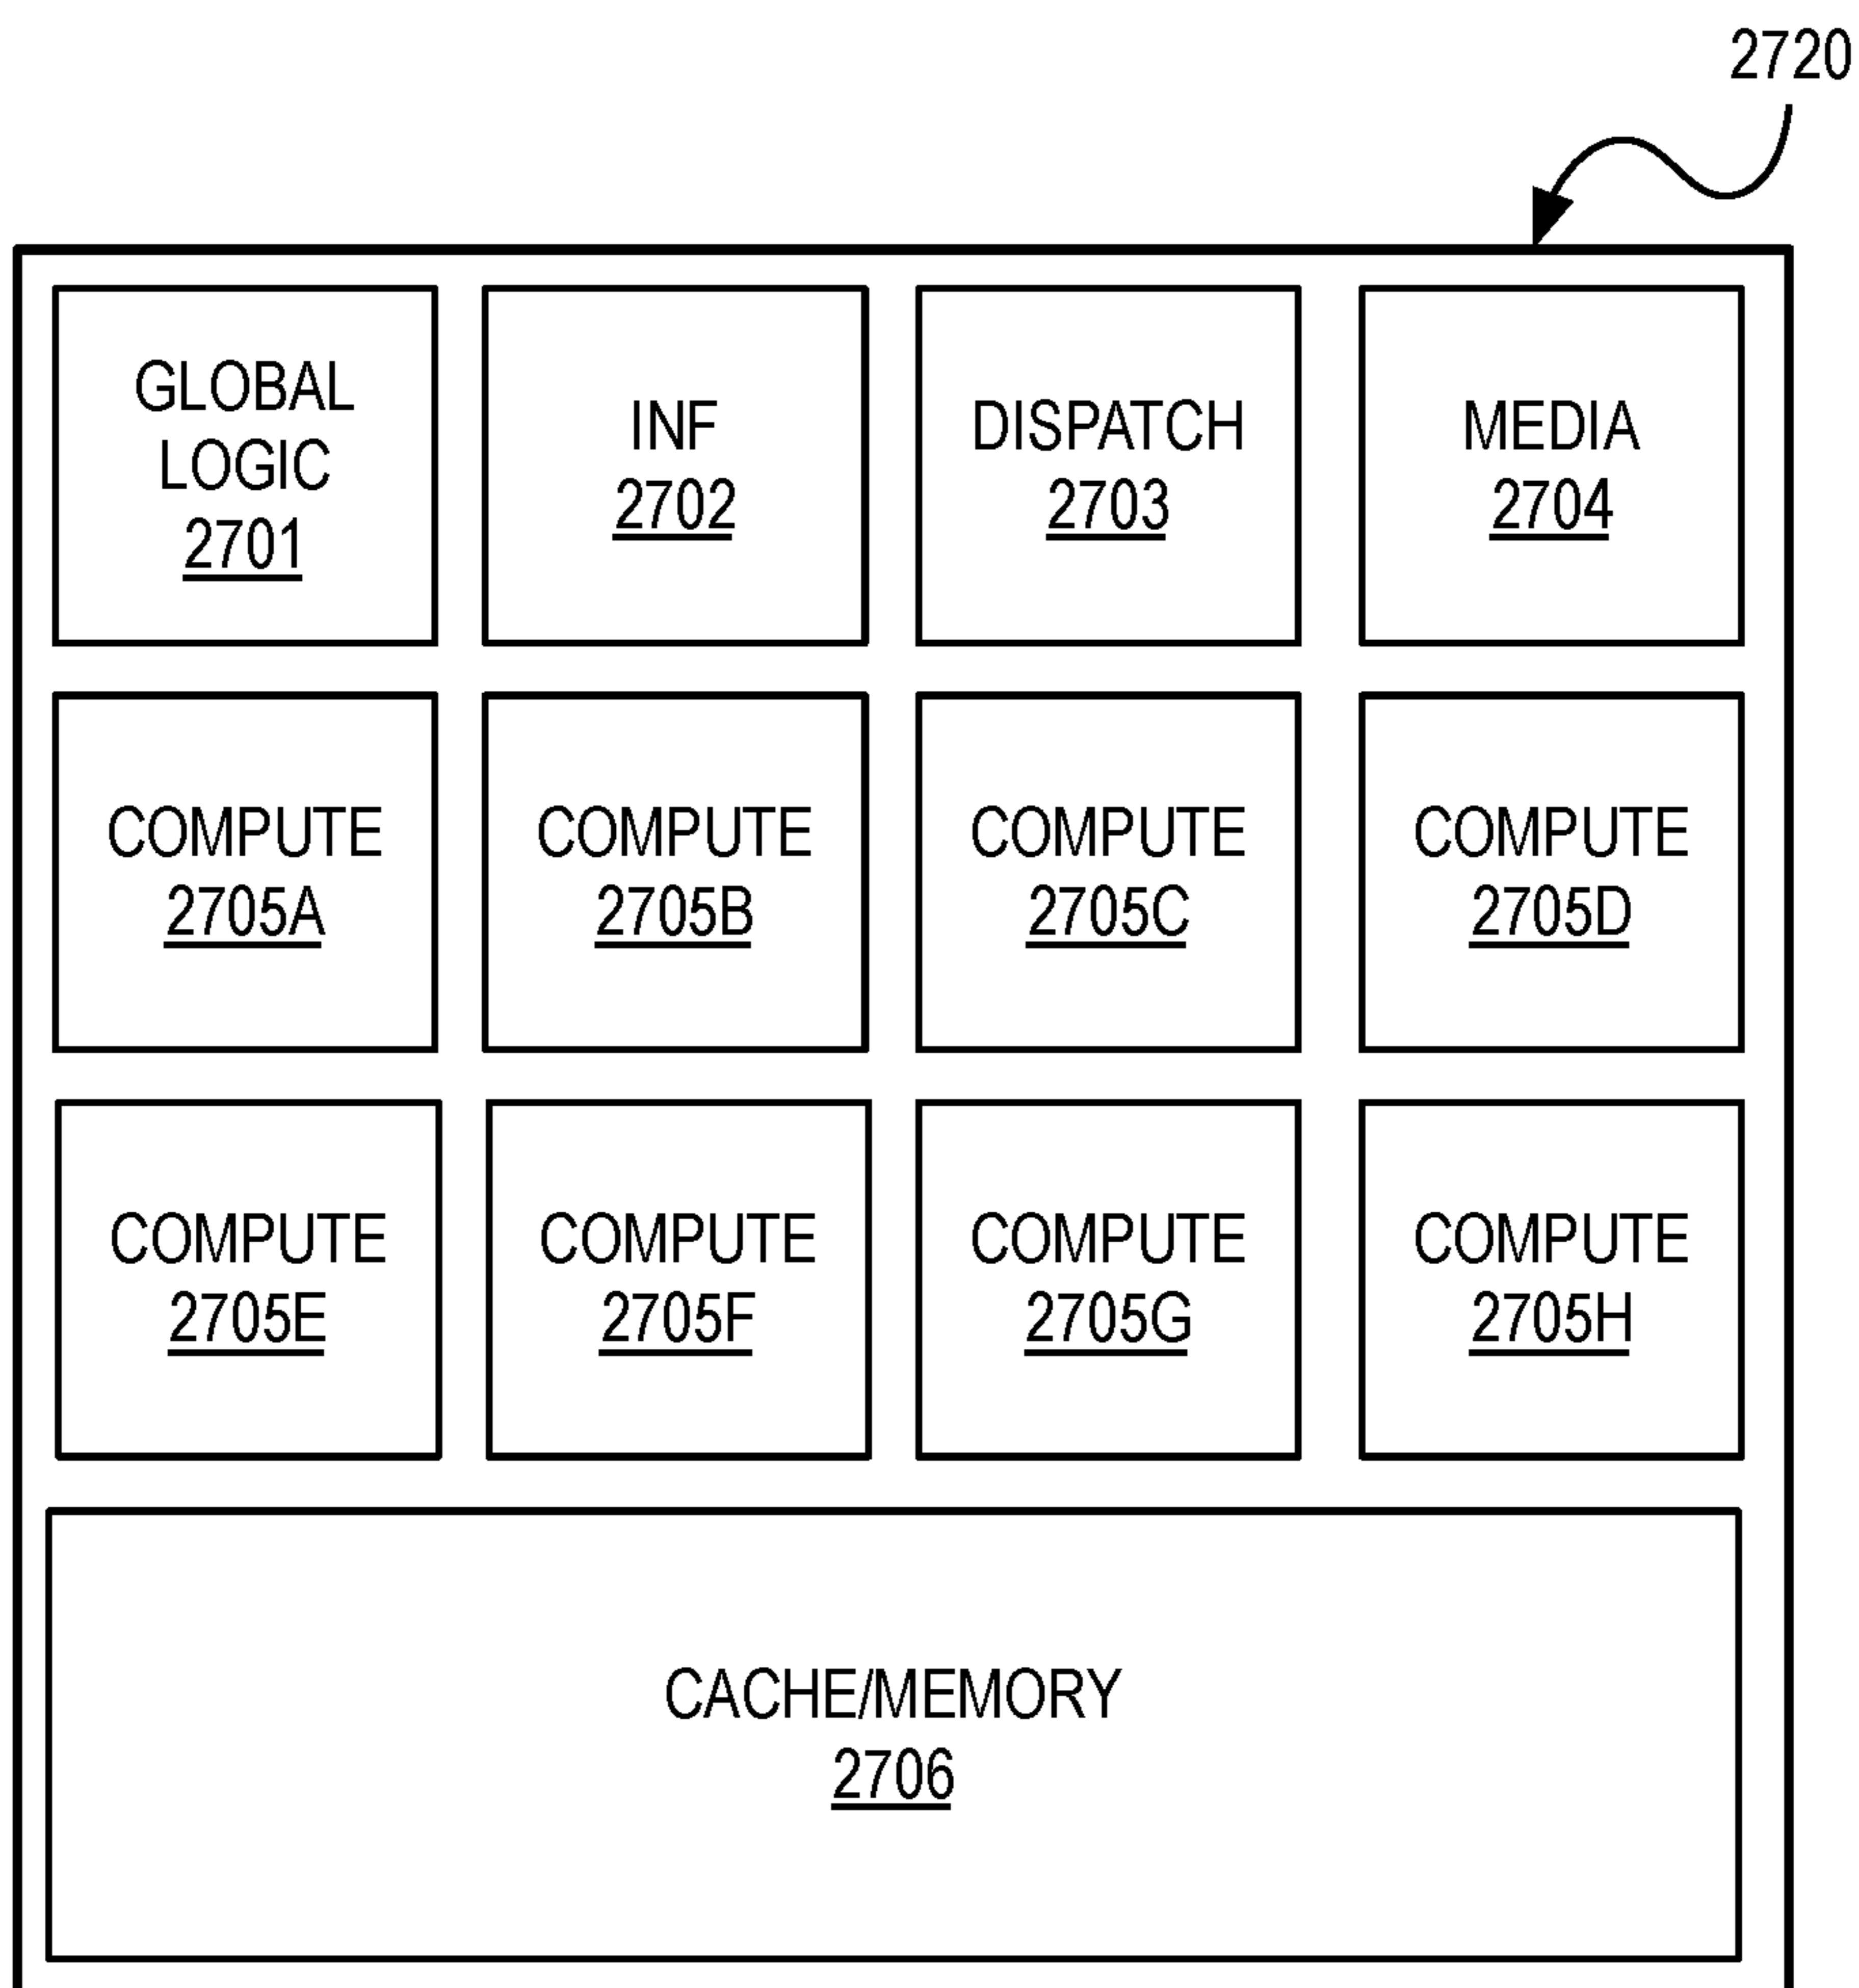 2720
GLOBAL
LOGIC
2701
INF
2702
DISPATCH
2703
MEDIA
2704
COMPUTE
2705A
COMPUTE
2705B
COMPUTE
2705C
COMPUTE
2705D
COMPUTE
2705E
COMPUTE
2705F
COMPUTE
2705G
COMPUTE
2705H
CACHE/MEMORY
2706